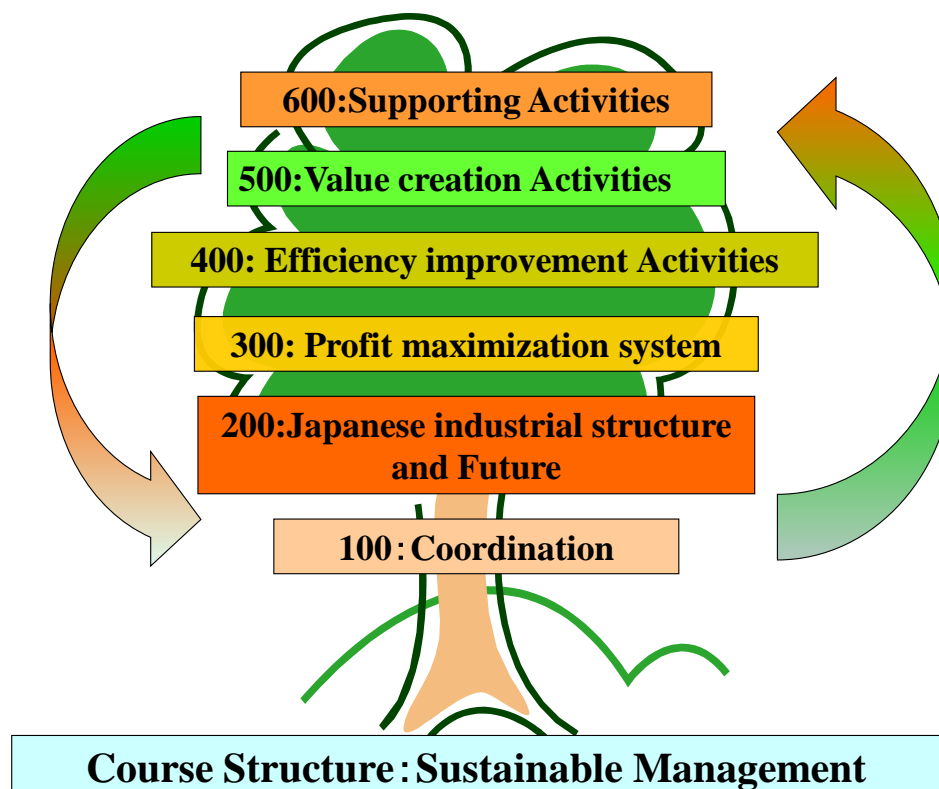 600:Supporting Activities
500:Value creation Activities
400: Efficiency improvement Activities
300: Profit maximization system
200:Japanese industrial structure
and Future
100：Coordination
Course Structure：Sustainable Management